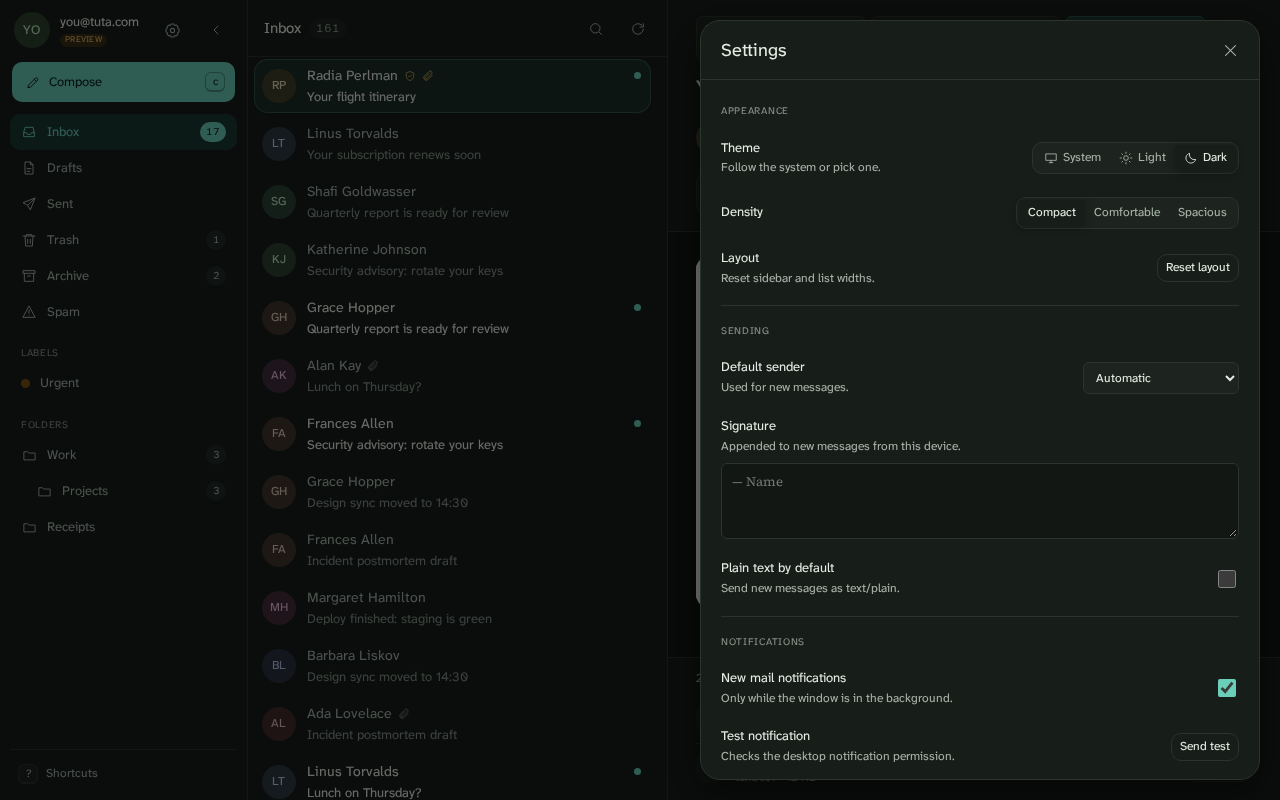 YO
you@tuta.com
PREVIEW
Compose
c
Inbox
17
Drafts
Sent
Trash
1
Archive
2
Spam
LABELS
Urgent
FOLDERS
Work
3
Projects
3
Receipts
?
Shortcuts
Inbox
161
RP
Radia Perlman
Your flight itinerary
LT
Linus Torvalds
Your subscription renews soon
SG
Shafi Goldwasser
Quarterly report is ready for review
KJ
Katherine Johnson
Security advisory: rotate your keys
GH
Grace Hopper
Quarterly report is ready for review
AK
Alan Kay
Lunch on Thursday?
FA
Frances Allen
Security advisory: rotate your keys
GH
Grace Hopper
Design sync moved to 14:30
FA
Frances Allen
Incident postmortem draft
MH
Margaret Hamilton
Deploy finished: staging is green
BL
Barbara Liskov
Design sync moved to 14:30
AL
Ada Lovelace
Incident postmortem draft
LT
Linus Torvalds
Lunch on Thursday?
Settings
APPEARANCE
Theme
Follow the system or pick one.
System
Light
Dark
Density
Compact
Comfortable
Spacious
Layout
Reset sidebar and list widths.
Reset layout
SENDING
Default sender
Used for new messages.
Automatic
Signature
Appended to new messages from this device.
— Name
Plain text by default
Send new messages as text/plain.
NOTIFICATIONS
New mail notifications
Only while the window is in the background.
Test notification
Checks the desktop notification permission.
Send test